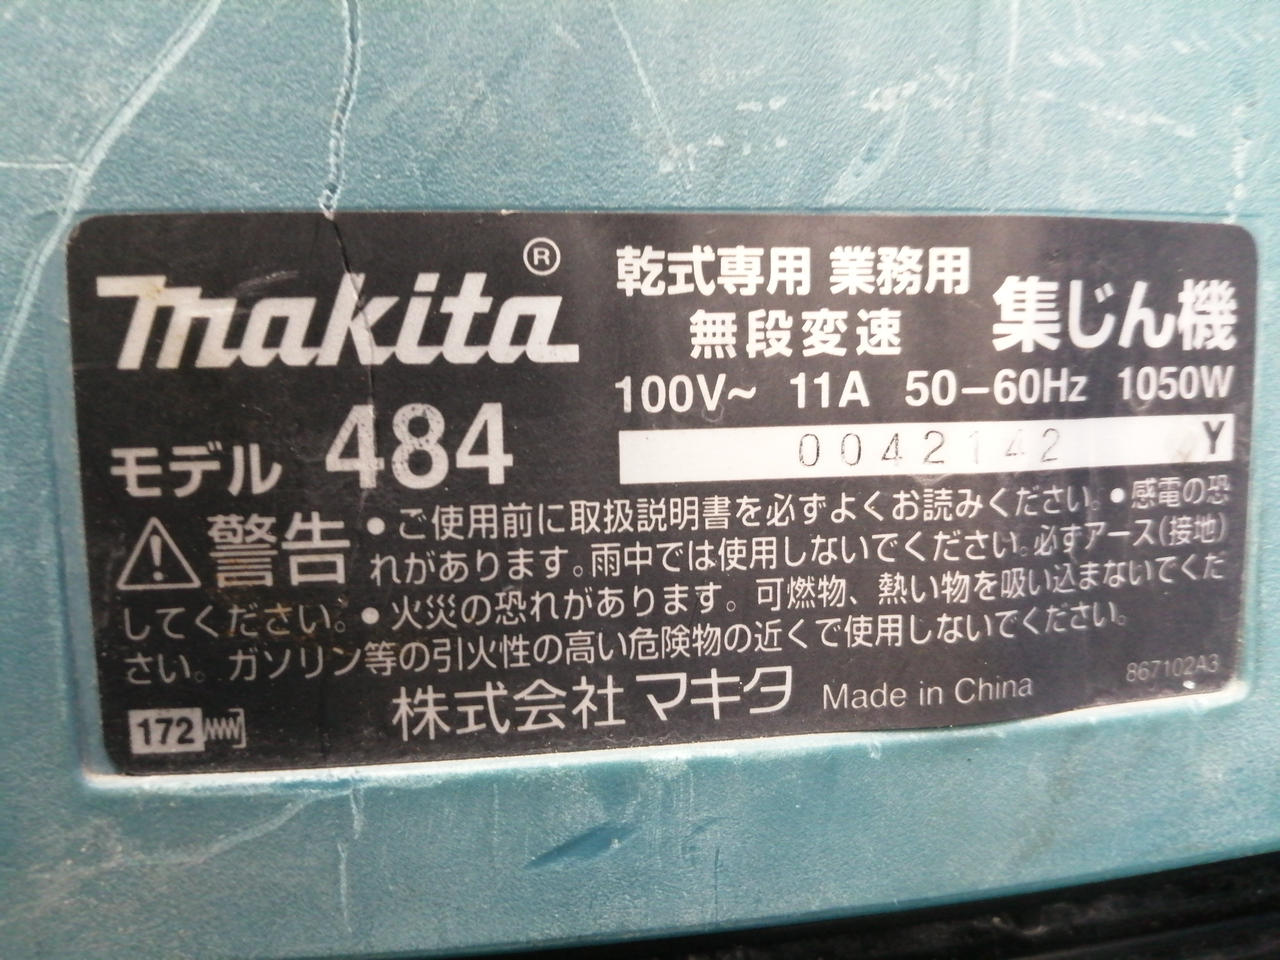 makita®
乾式専用 業務用
無段変速
集じん機
100V~ 11A 50-60Hz 1050W
モデル 484
0042142 Y
警告 ●ご使用前に取扱説明書を必ずよくお読みください。●感電の恐
れがあります。雨中では使用しないでください。必ずアース(接地)
してください。●火災の恐れがあります。可燃物、熱い物を吸い込まないでくだ
さい。ガソリン等の引火性の高い危険物の近くで使用しないでください。
株式会社マキタ Made in China
867102A3
172